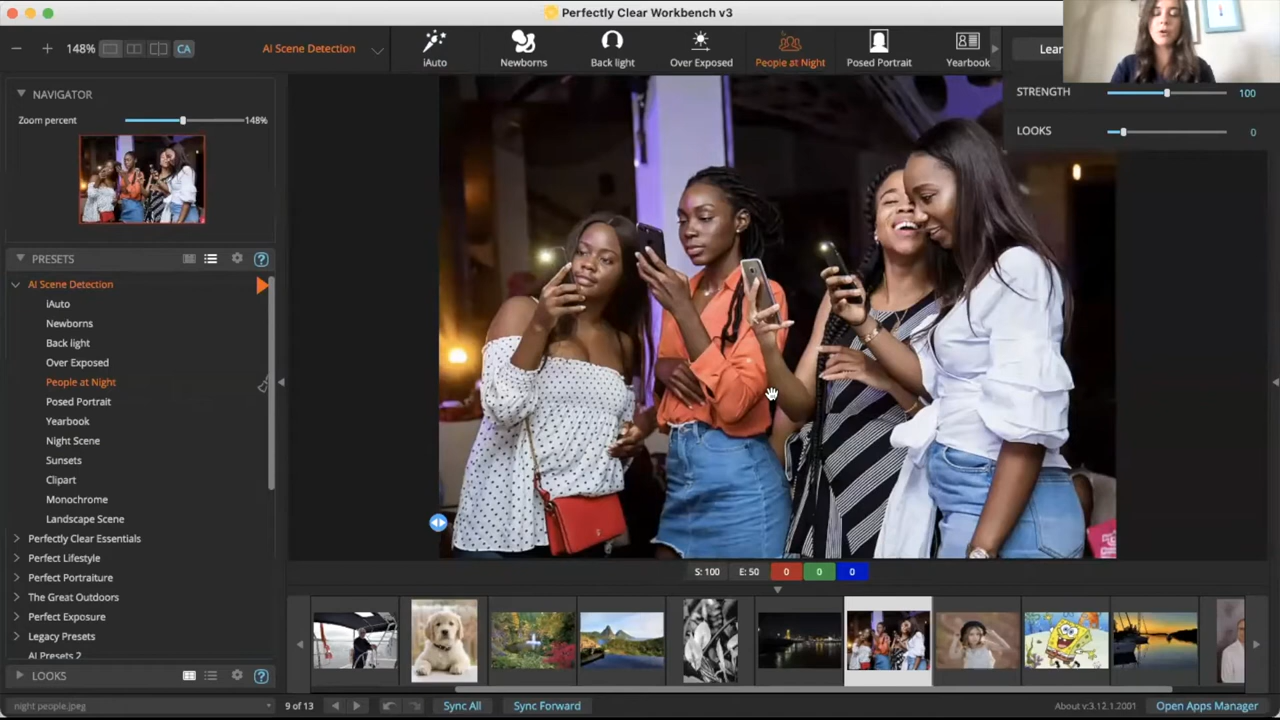 Perfectly Clear Workbench v3
148%
CA
AI Scene Detection
iAuto
Newborns
Back light
Over Exposed
People at Night
Posed Portrait
Yearbook
Lear
NAVIGATOR
Zoom percent
148%
STRENGTH
100
LOOKS
0
PRESETS
?
AI Scene Detection
iAuto
Newborns
Back light
Over Exposed
People at Night
Posed Portrait
Yearbook
Night Scene
Sunsets
Clipart
Monochrome
Landscape Scene
Perfectly Clear Essentials
Perfect Lifestyle
Perfect Portraiture
The Great Outdoors
Perfect Exposure
Legacy Presets
AI Presets 2
S: 100
E: 50
0
0
0
LOOKS
?
night people.jpeg
9 of 13
Sync All
Sync Forward
About v:3.12.1.2001
Open Apps Manager